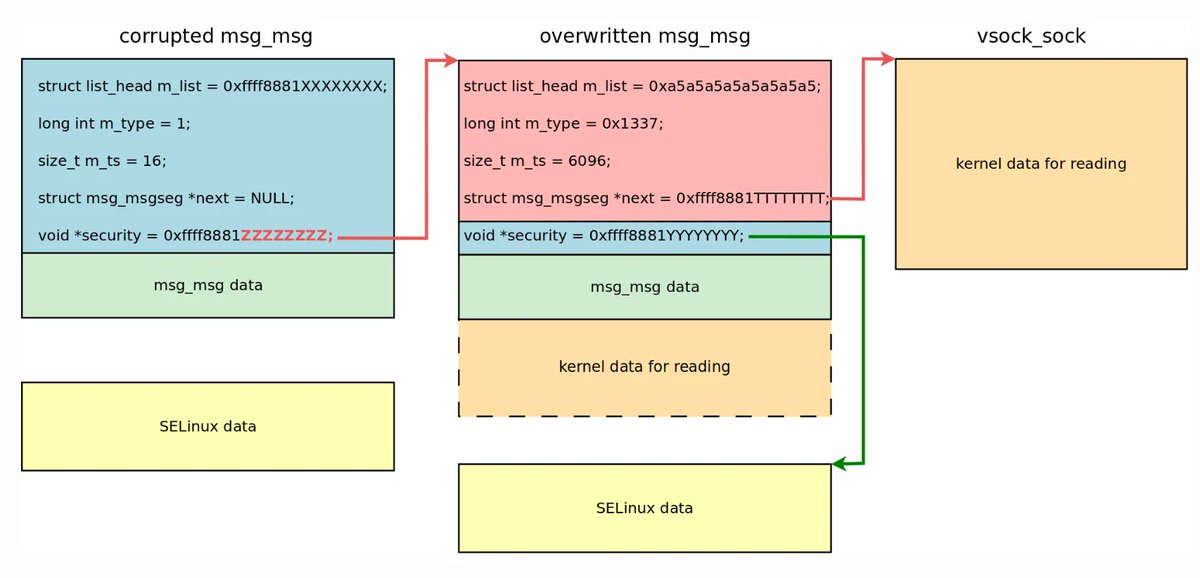 corrupted msg_msg
struct list_head m_list = 0xffff8881XXXXXXXX;
long int m_type = 1;
size_t m_ts = 16;
struct msg_msgseg *next = NULL;
void *security = 0xffff8881ZZZZZZZZ;
msg_msg data
SELinux data
overwritten msg_msg
struct list_head m_list = 0xa5a5a5a5a5a5a5a5;
long int m_type = 0x1337;
size_t m_ts = 6096;
struct msg_msgseg *next = 0xffff8881TTTTTTTT;
void *security = 0xffff8881YYYYYYYY;
msg_msg data
kernel data for reading
SELinux data
vsock_sock
kernel data for reading